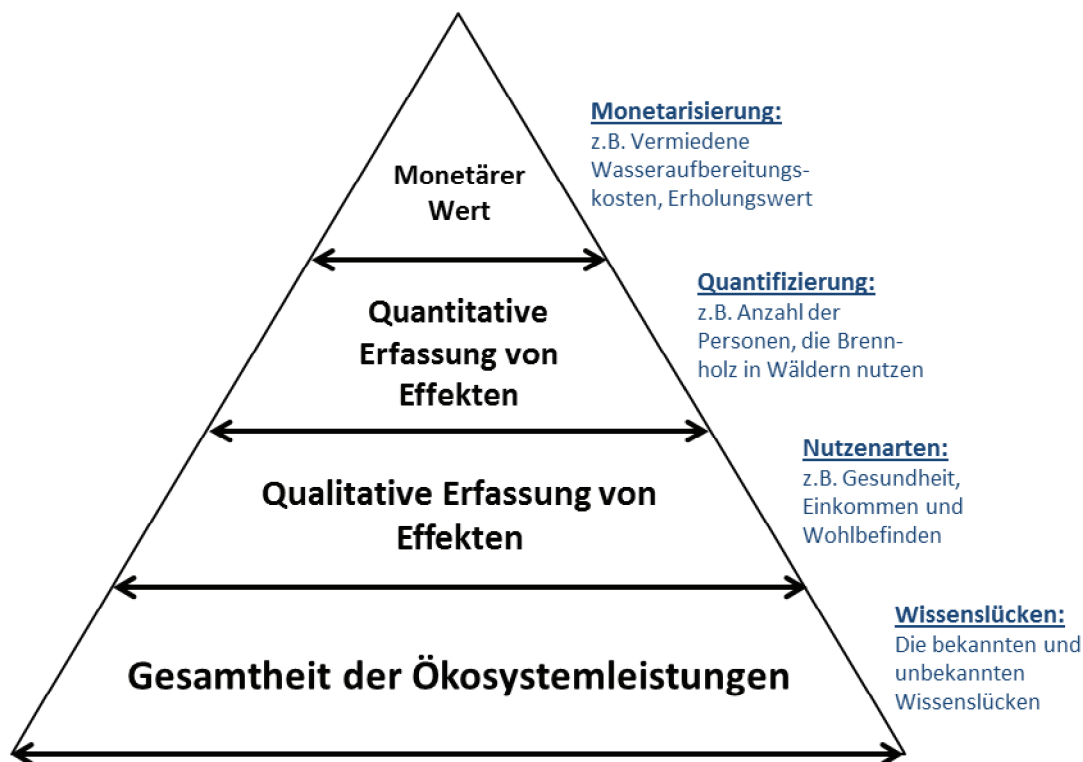 Monetärer
Wert
Monetarisierung:
z.B. Vermiedene
Wasseraufbereitungs-
kosten, Erholungswert
Quantitative
Erfassung von
Effekten
Quantifizierung:
z.B. Anzahl der
Personen, die Brenn-
holz in Wäldern nutzen
Qualitative Erfassung von
Effekten
Nutzenarten:
z.B. Gesundheit,
Einkommen und
Wohlbefinden
Gesamtheit der Ökosystemleistungen
Wissenslücken:
Die bekannten und
unbekannten
Wissenslücken